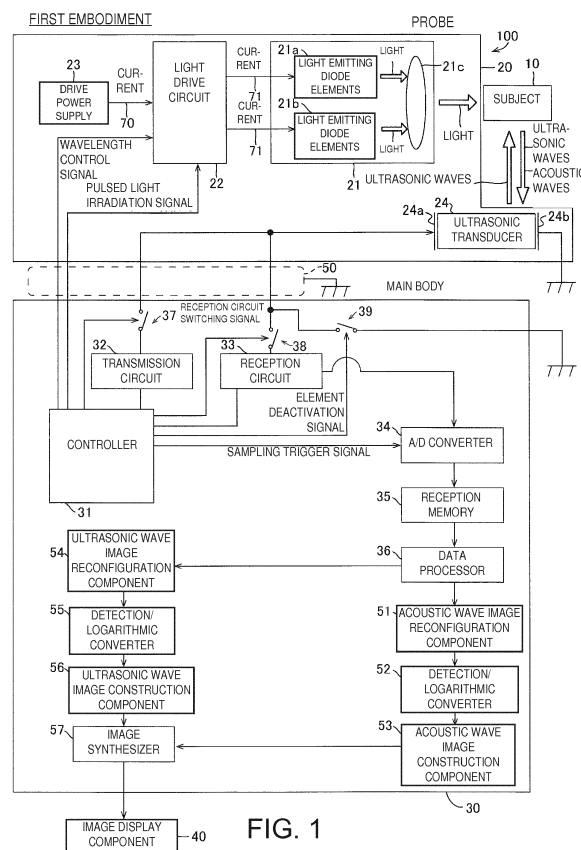 FIRST EMBODIMENT
PROBE
100
23
CUR-
RENT
LIGHT
DRIVE
CIRCUIT
CUR-
RENT
21a
LIGHT
21c
20
10
DRIVE
POWER
SUPPLY
70
71
LIGHT EMITTING
DIODE
ELEMENTS
SUBJECT
CUR-
RENT
21b
LIGHT EMITTING
DIODE
ELEMENTS
LIGHT
LIGHT
71
WAVELENGTH
CONTROL
SIGNAL
22
21
ULTRASONIC WAVES
ULTRA-
SONIC
WAVES
ACOUSTIC
WAVES
PULSED LIGHT
IRRADIATION SIGNAL
24a
24
24b
ULTRASONIC
TRANSDUCER
50
MAIN BODY
37
RECEPTION CIRCUIT
SWITCHING SIGNAL
39
32
33
38
TRANSMISSION
CIRCUIT
RECEPTION
CIRCUIT
ELEMENT
DEACTIVATION
SIGNAL
34
CONTROLLER
A/D CONVERTER
SAMPLING TRIGGER SIGNAL
31
35
RECEPTION
MEMORY
54
ULTRASONIC WAVE
IMAGE
RECONFIGURATION
COMPONENT
36
DATA
PROCESSOR
55
DETECTION/
LOGARITHMIC
CONVERTER
51
ACOUSTIC WAVE IMAGE
RECONFIGURATION
COMPONENT
56
ULTRASONIC WAVE
IMAGE CONSTRUCTION
COMPONENT
52
DETECTION/
LOGARITHMIC
CONVERTER
57
IMAGE
SYNTHESIZER
53
ACOUSTIC WAVE
IMAGE
CONSTRUCTION
COMPONENT
30
IMAGE DISPLAY
COMPONENT
40
FIG. 1